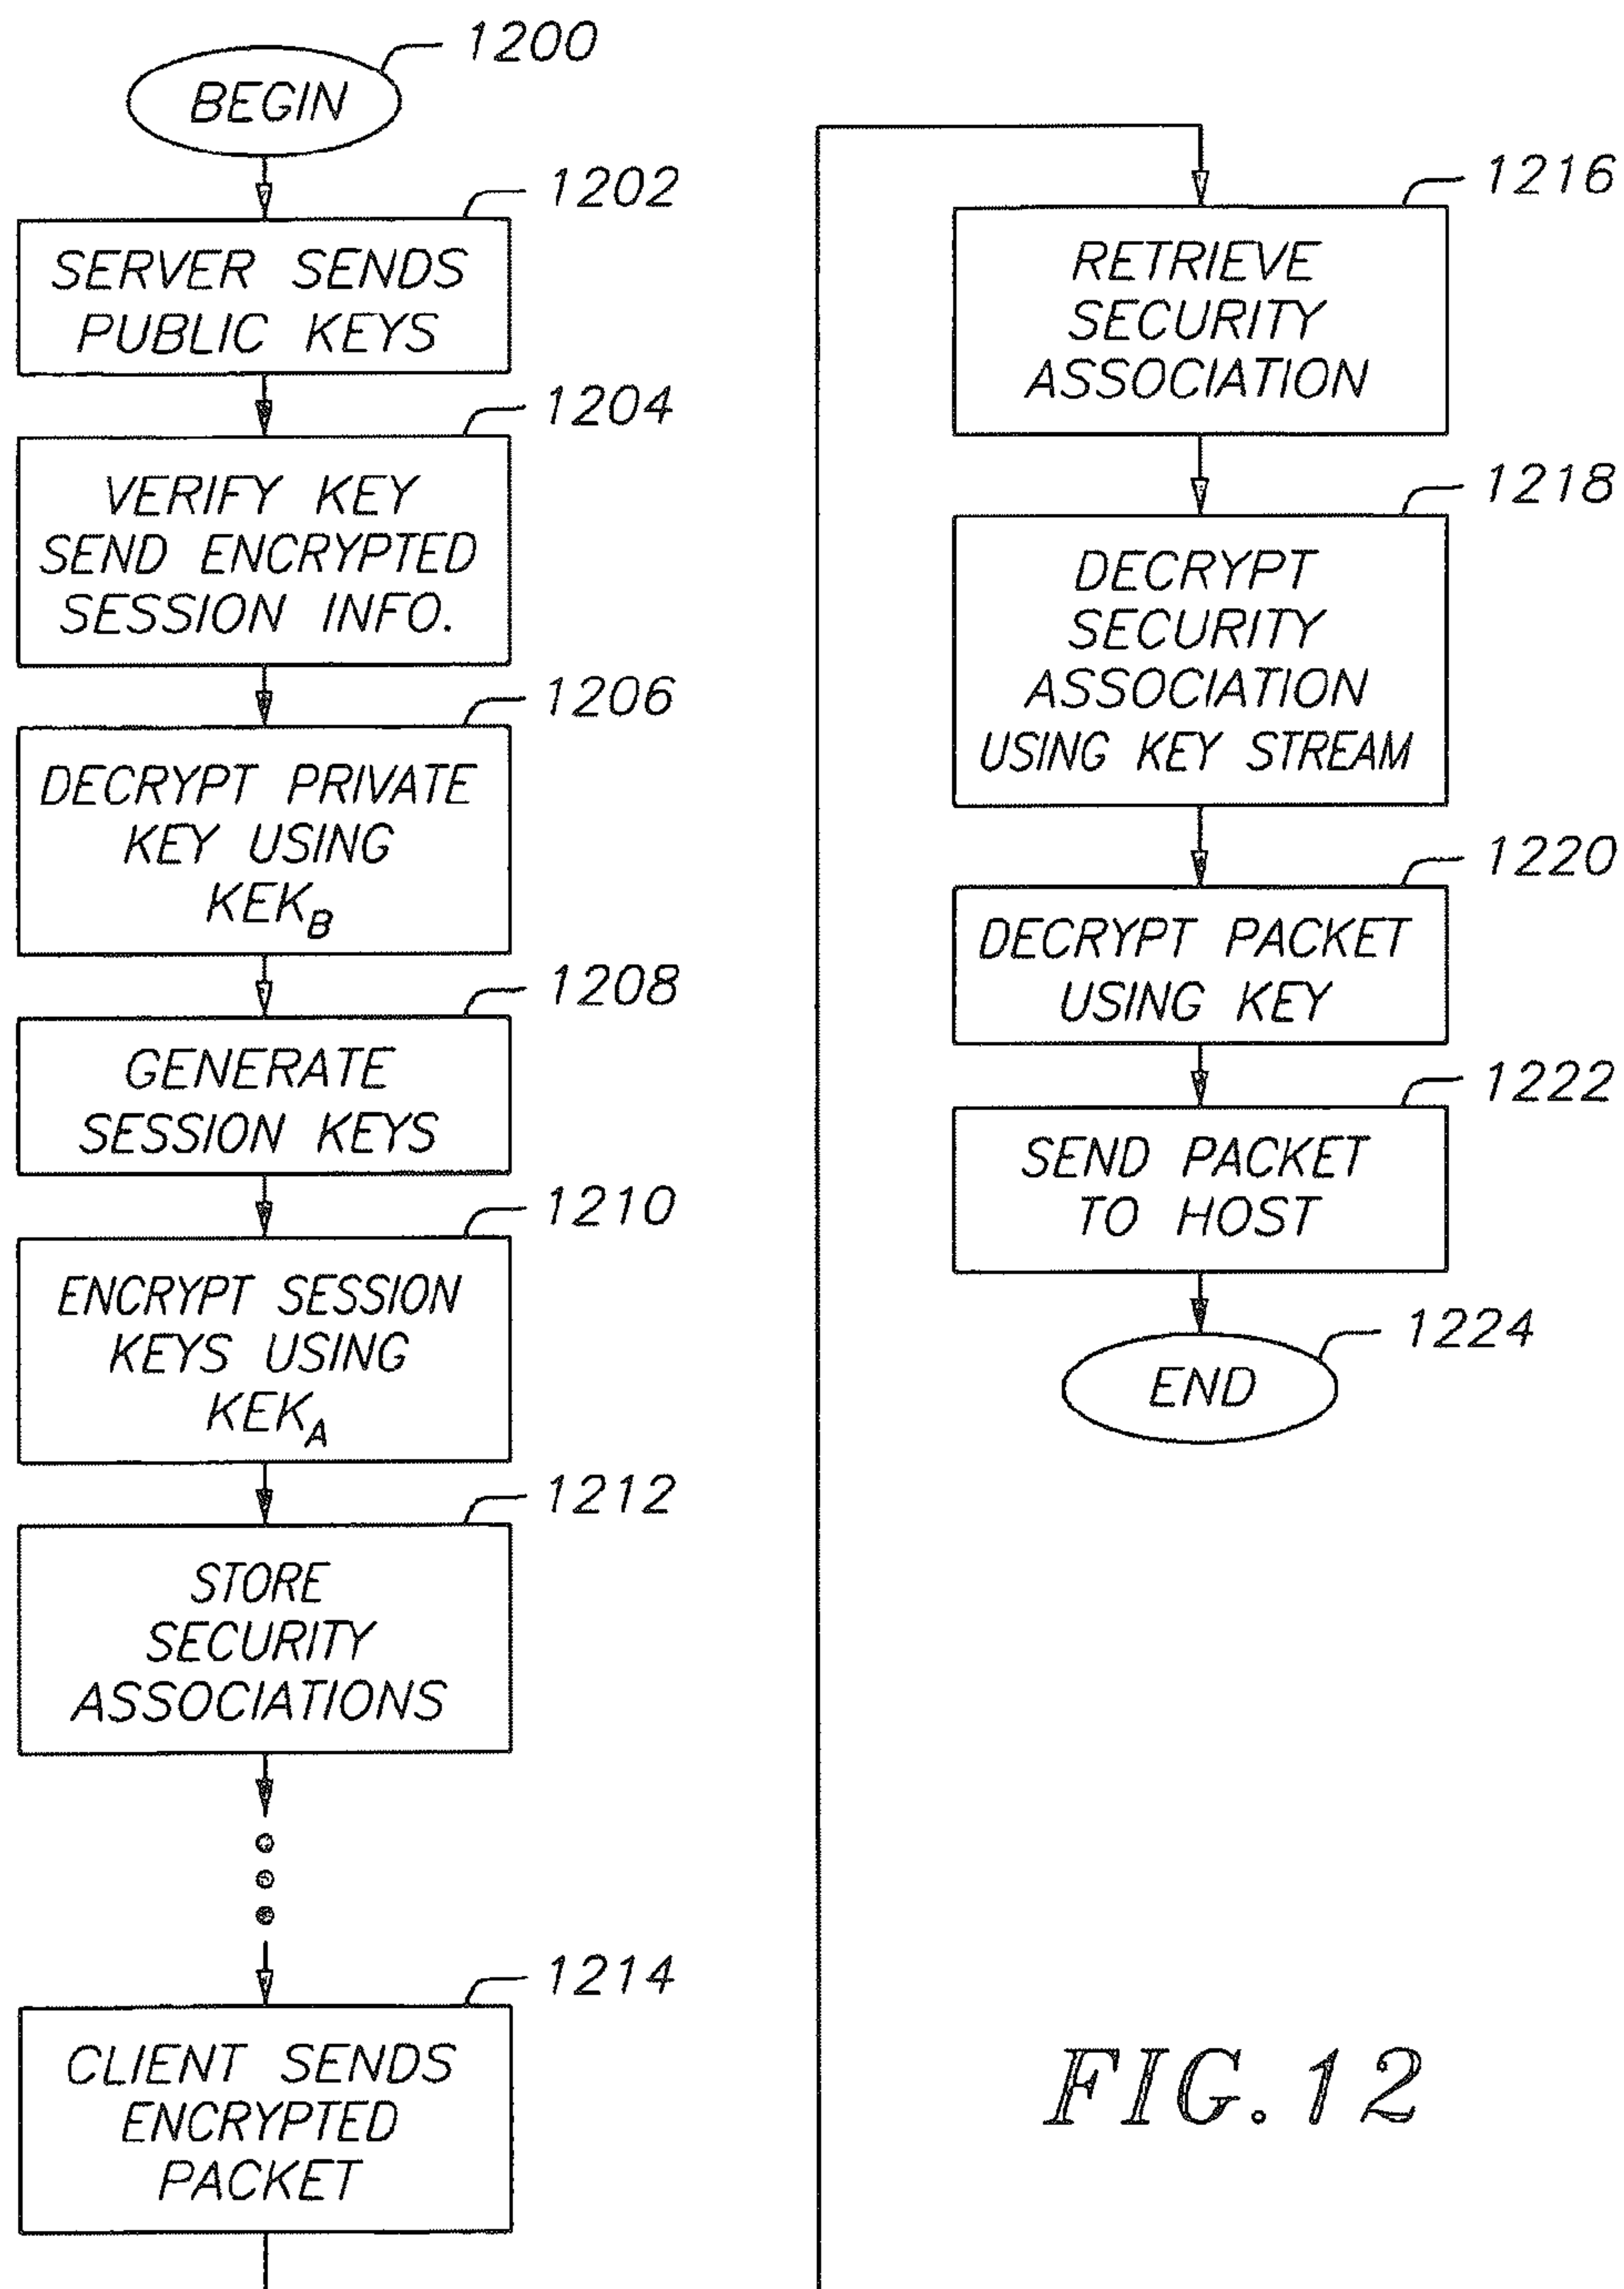 1200
BEGIN
1202
SERVER SENDS
PUBLIC KEYS
1204
VERIFY KEY
SEND ENCRYPTED
SESSION INFO.
1206
DECRYPT PRIVATE
KEY USING
KEK_B
1208
GENERATE
SESSION KEYS
1210
ENCRYPT SESSION
KEYS USING
KEK_A
1212
STORE
SECURITY
ASSOCIATIONS
1214
CLIENT SENDS
ENCRYPTED
PACKET
1216
RETRIEVE
SECURITY
ASSOCIATION
1218
DECRYPT
SECURITY
ASSOCIATION
USING KEY STREAM
1220
DECRYPT PACKET
USING KEY
1222
SEND PACKET
TO HOST
1224
END
FIG. 12